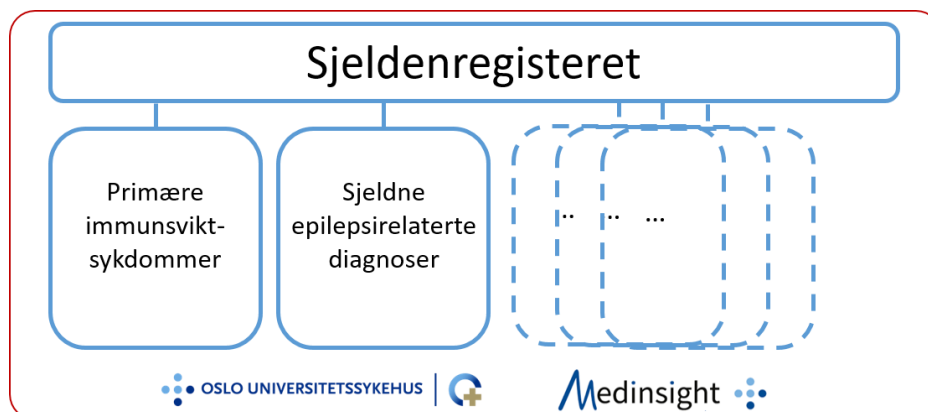 Sjeldenregisteret
Primære
immunsvikt-
sykdommer
Sjeldne
epilepsirelaterte
diagnoser
.. .. ...
OSLO UNIVERSITETSSYKEHUS
Medinsight